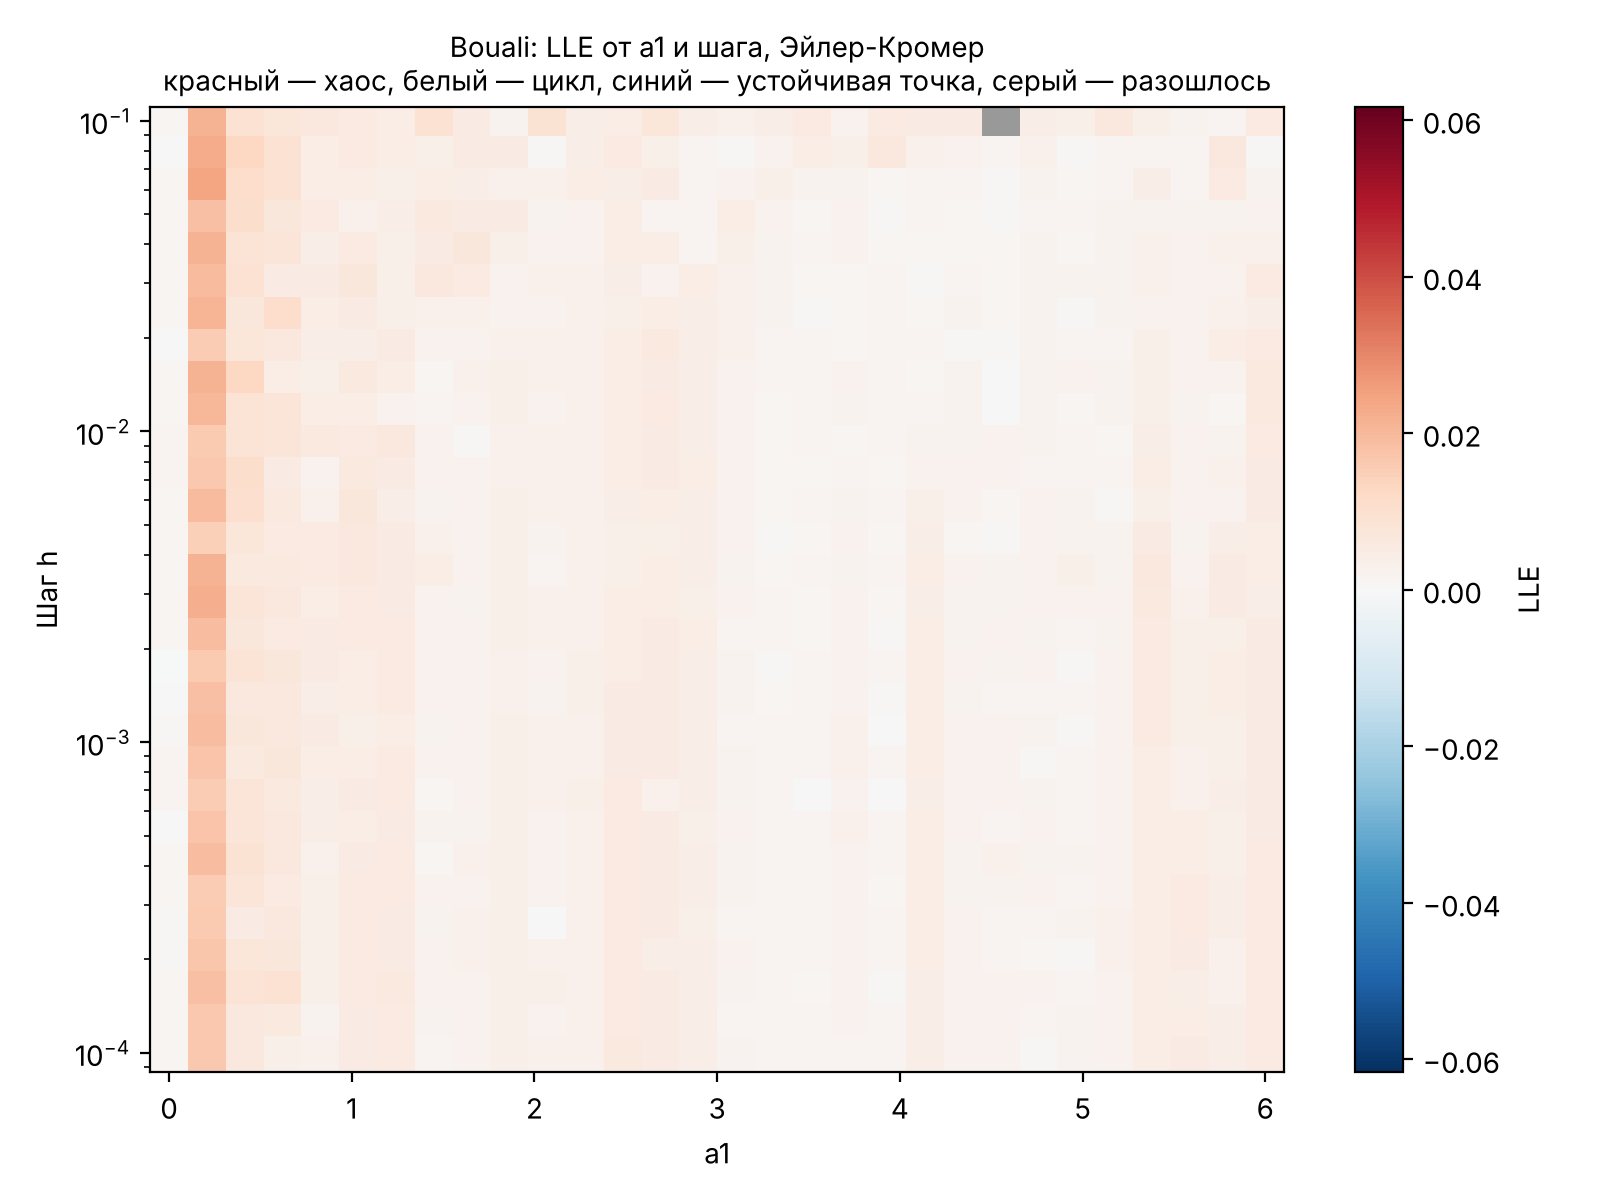 Bouali: LLE от a1 и шага, Эйлер-Кромер
красный — хаос, белый — цикл, синий — устойчивая точка, серый — разошлось
10⁻¹
10⁻²
10⁻³
10⁻⁴
Шаг h
0 1 2 3 4 5 6
a1
0.06
0.04
0.02
0.00
−0.02
−0.04
−0.06
LLE